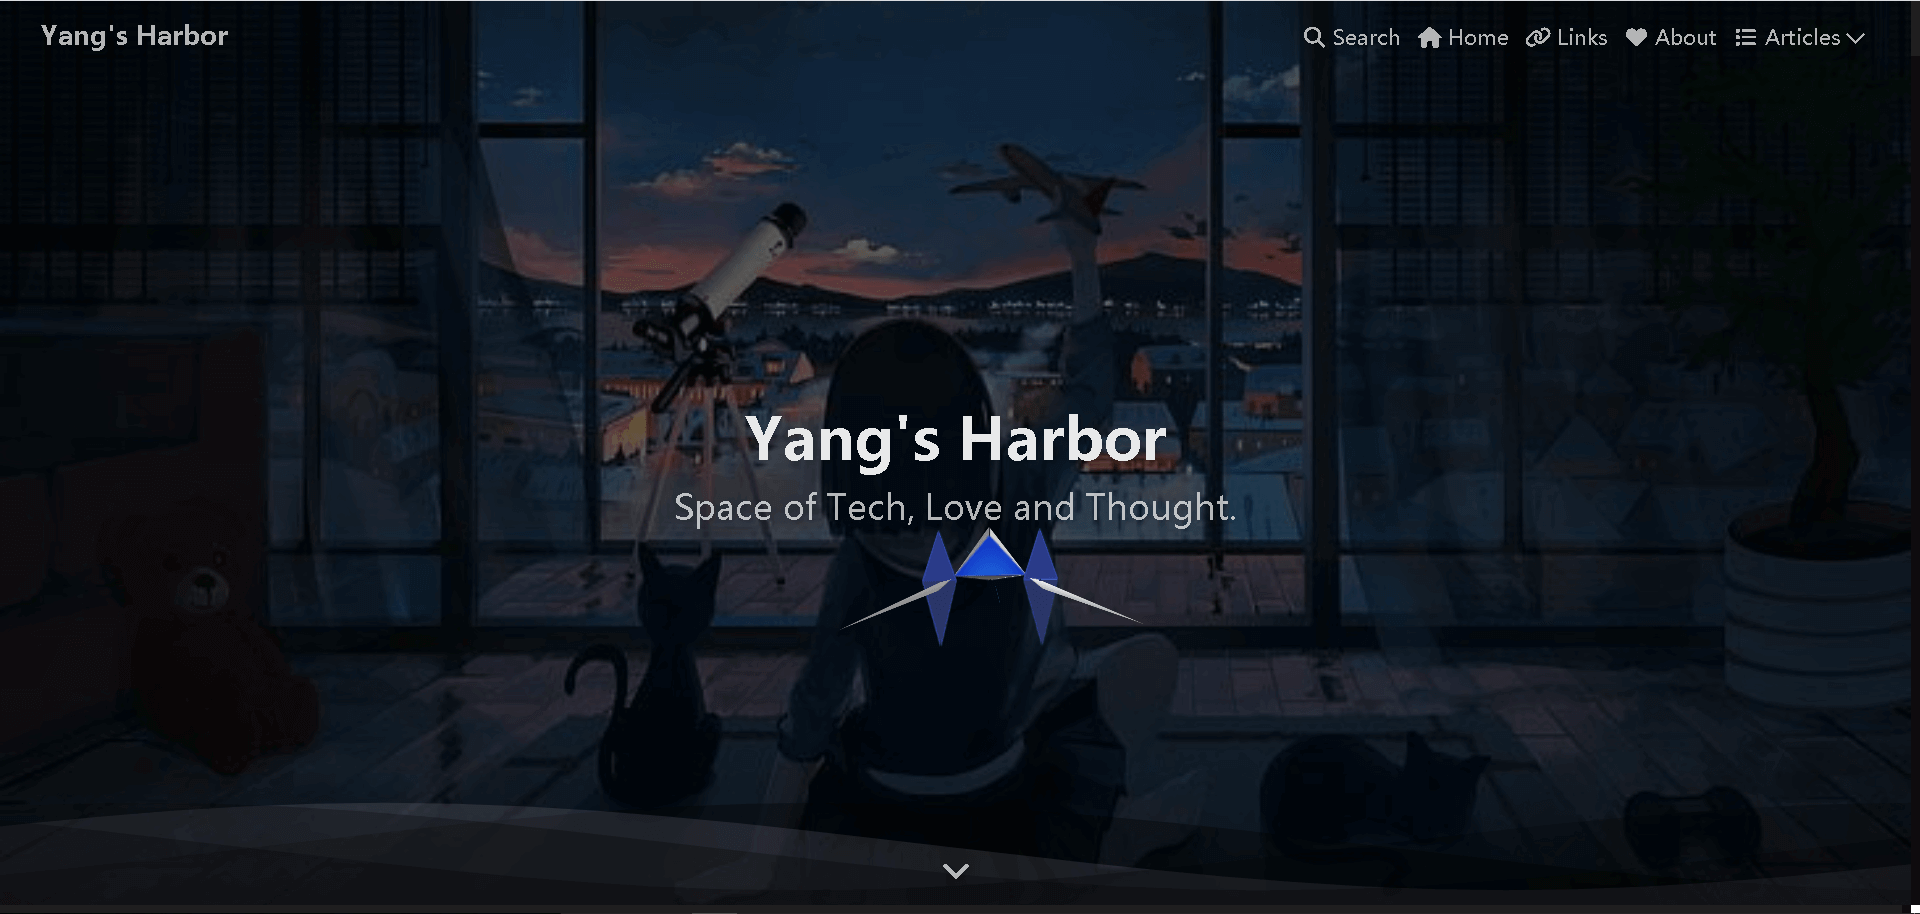 Yang's Harbor
Search Home Links About Articles
Yang's Harbor
Space of Tech, Love and Thought.